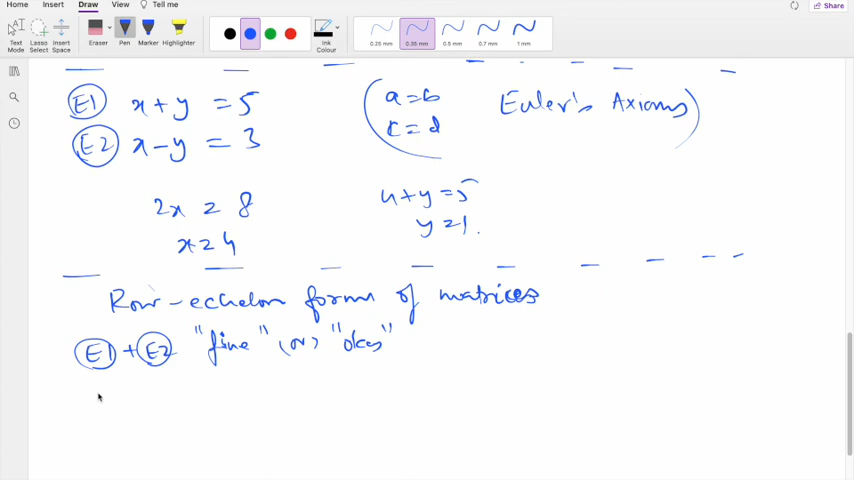 Home Insert Draw View Tell me Share
Text Mode Lasso Select Insert Space Eraser Pen Marker Highlighter Ink Colour 0.25 mm 0.35 mm 0.5 mm 0.7 mm 1 mm
E1 x+y = 5 (a=b Euler's Axioms)
E2 x-y = 3 c=d
2x = 8 4+y=5
x=4 y=1.
Row-echelon forms of matrices
E1 + E2 "fine" (or) "okay"